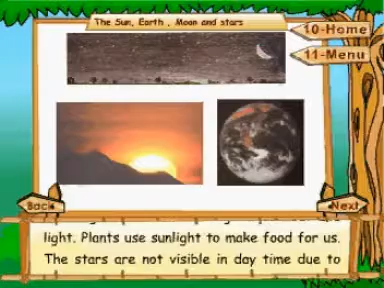 The Sun, Earth , Moon and stars
10-Home
11-Menu
Back
Next
light. Plants use sunlight to make food for us.
The stars are not visible in day time due to